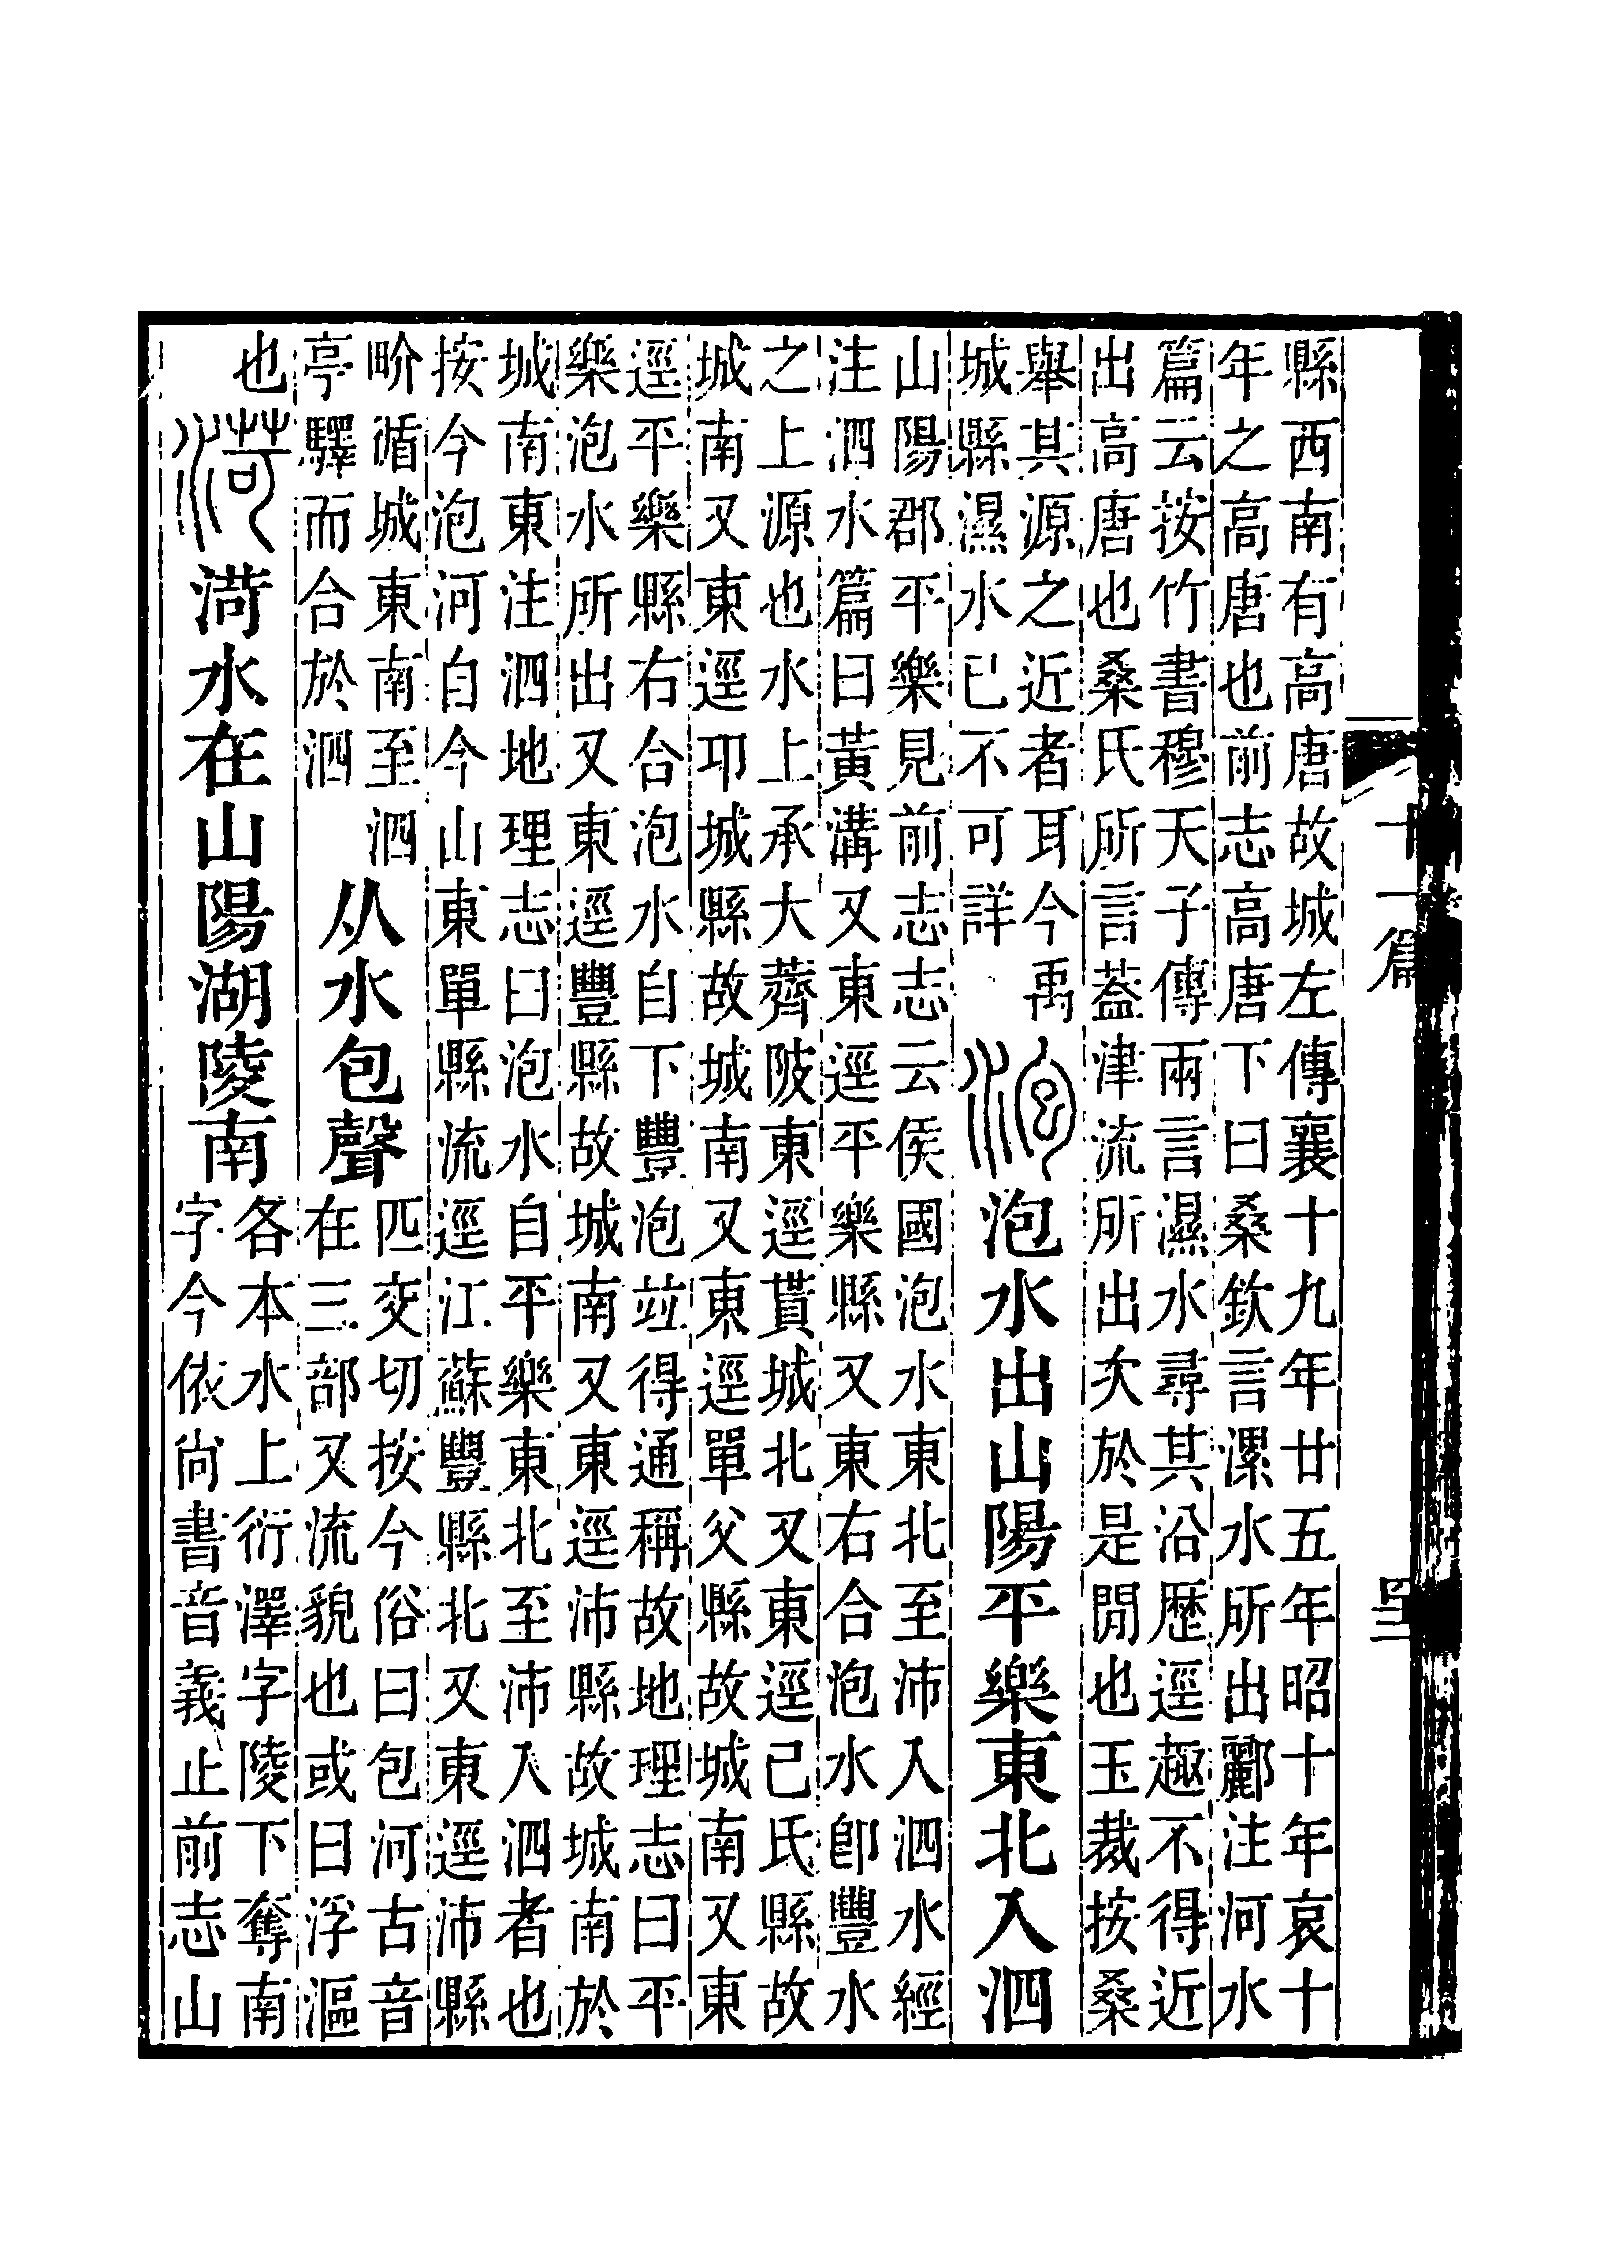 十一篇
縣西南有高唐故城左傳襄十九年廿五年昭十年哀十
年之高唐也前志高唐下曰桑欽言漯水所出酈注河水
篇云按竹書穆天子傳兩言濕水尋其沿歷逕趣不得近
出高唐也桑氏所言蓋津流所出次於是閒也玉裁按桑
舉其源之近者耳今禹
城縣濕水已不可詳
泡泡水出山陽平樂東北入泗
山陽郡平樂見前志志云侯國泡水東北至沛入泗水經
注泗水篇曰黃溝又東逕平樂縣又東右合泡水卽豐水
之上源也水上承大薺陂東逕貰城北又東逕己氏縣故
城南又東逕邛城縣故城南又東逕單父縣故城南又東
逕平樂縣右合泡水自下豐泡竝得通稱故地理志曰平
樂泡水所出又東逕豐縣故城南又東逕沛縣故城南於
城南東注泗地理志曰泡水自平樂東北至沛入泗者也
按今泡河自今山東單縣流逕江蘇豐縣北又東逕沛縣
畍循城東南至泗
亭驛而合於泗
从水包聲
匹交切按今俗曰包河古音
在三部又流貌也或曰浮漚
也
渮渮水在山陽湖陵南
各本水上衍澤字陵下奪南
字今依尚書音義止前志山